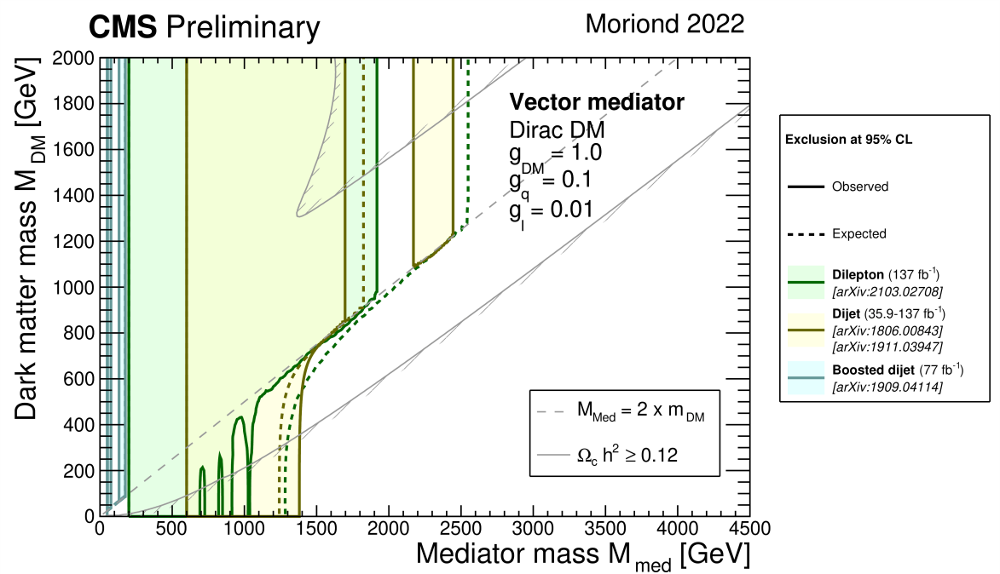 CMS Preliminary
Moriond 2022
2000
1800
1600
1400
1200
1000
800
600
400
200
0
Dark matter mass M_DM [GeV]
Vector mediator
Dirac DM
g_DM = 1.0
g_q = 0.1
g_l = 0.01
M_Med = 2 x m_DM
Ω_c h² ≥ 0.12
0 500 1000 1500 2000 2500 3000 3500 4000 4500
Mediator mass M_med [GeV]
Exclusion at 95% CL
Observed
Expected
Dilepton (137 fb⁻¹)
[arXiv:2103.02708]
Dijet (35.9-137 fb⁻¹)
[arXiv:1806.00843]
[arXiv:1911.03947]
Boosted dijet (77 fb⁻¹)
[arXiv:1909.04114]